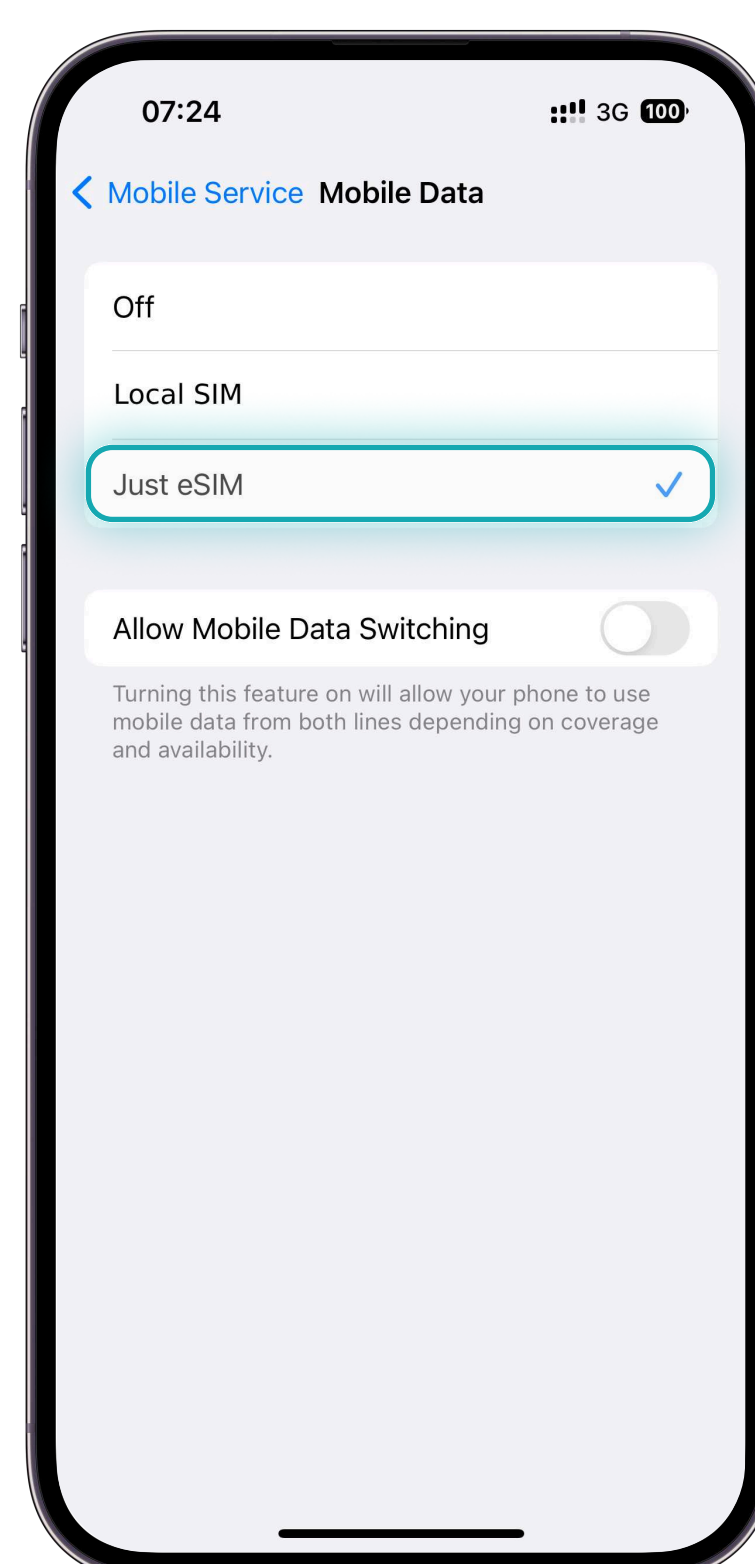 07:24 3G 100
Mobile Service Mobile Data
Off
Local SIM
Just eSIM
Allow Mobile Data Switching
Turning this feature on will allow your phone to use
mobile data from both lines depending on coverage
and availability.